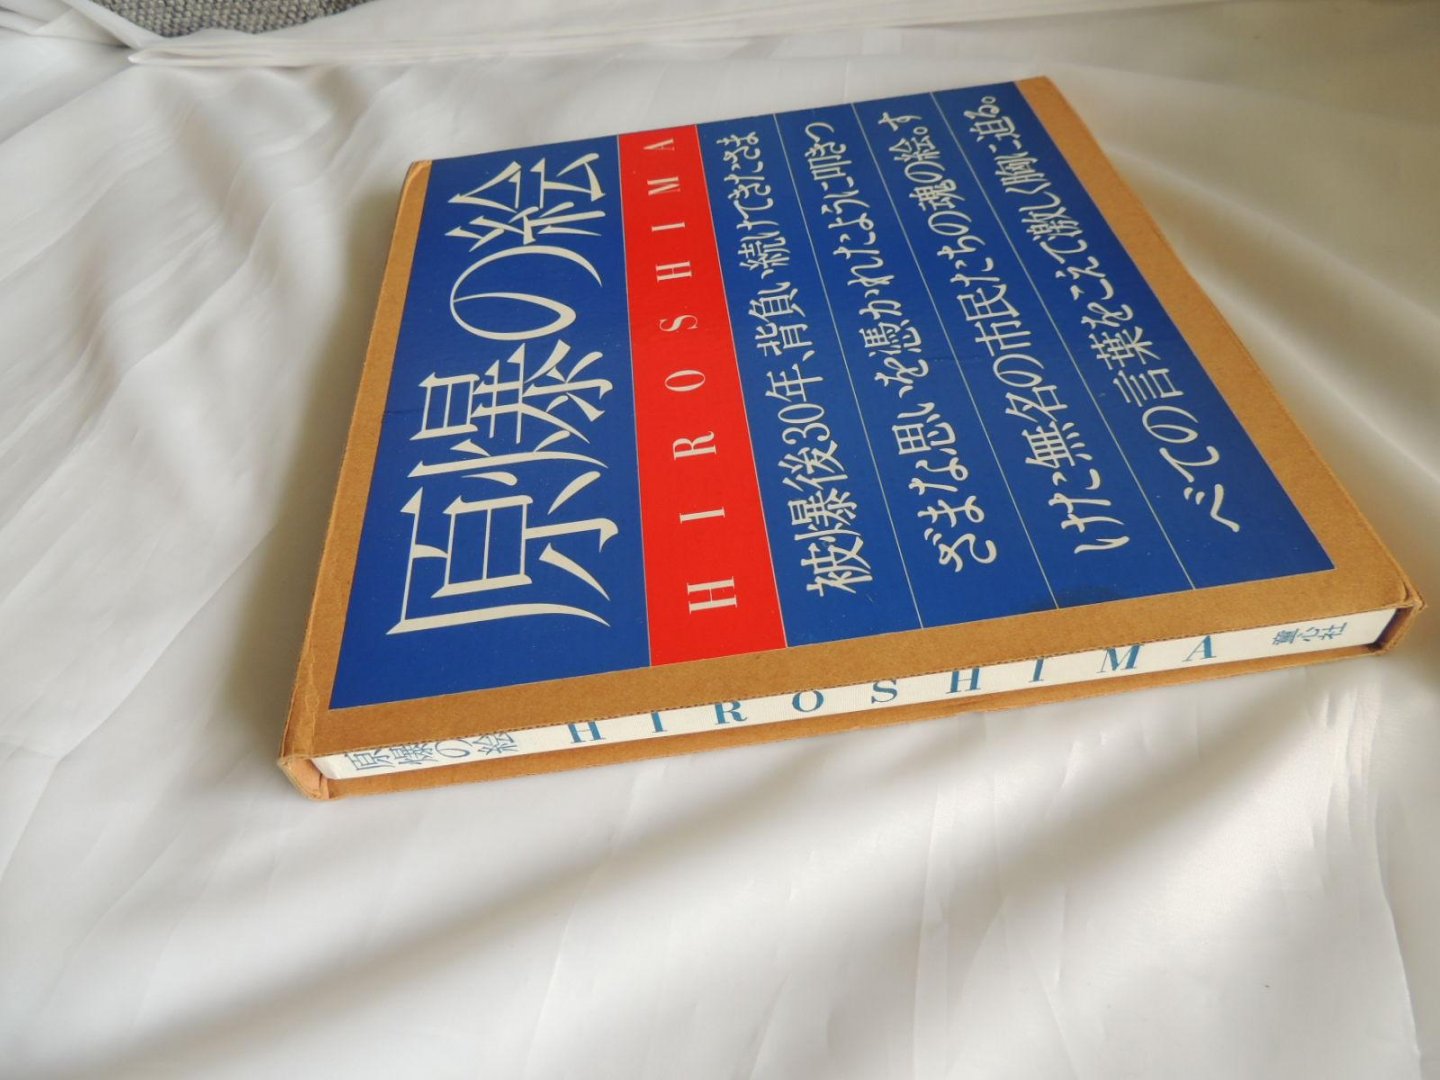 原爆の絵
HIROSHIMA
被爆後30年、背負い続けてきたさま
ざまな思いを憑かれたように叩きつ
けた無名の市民たちの魂の絵。す
べての言葉をこえて激しく胸に迫る。
原爆の絵 HIROSHIMA 童心社